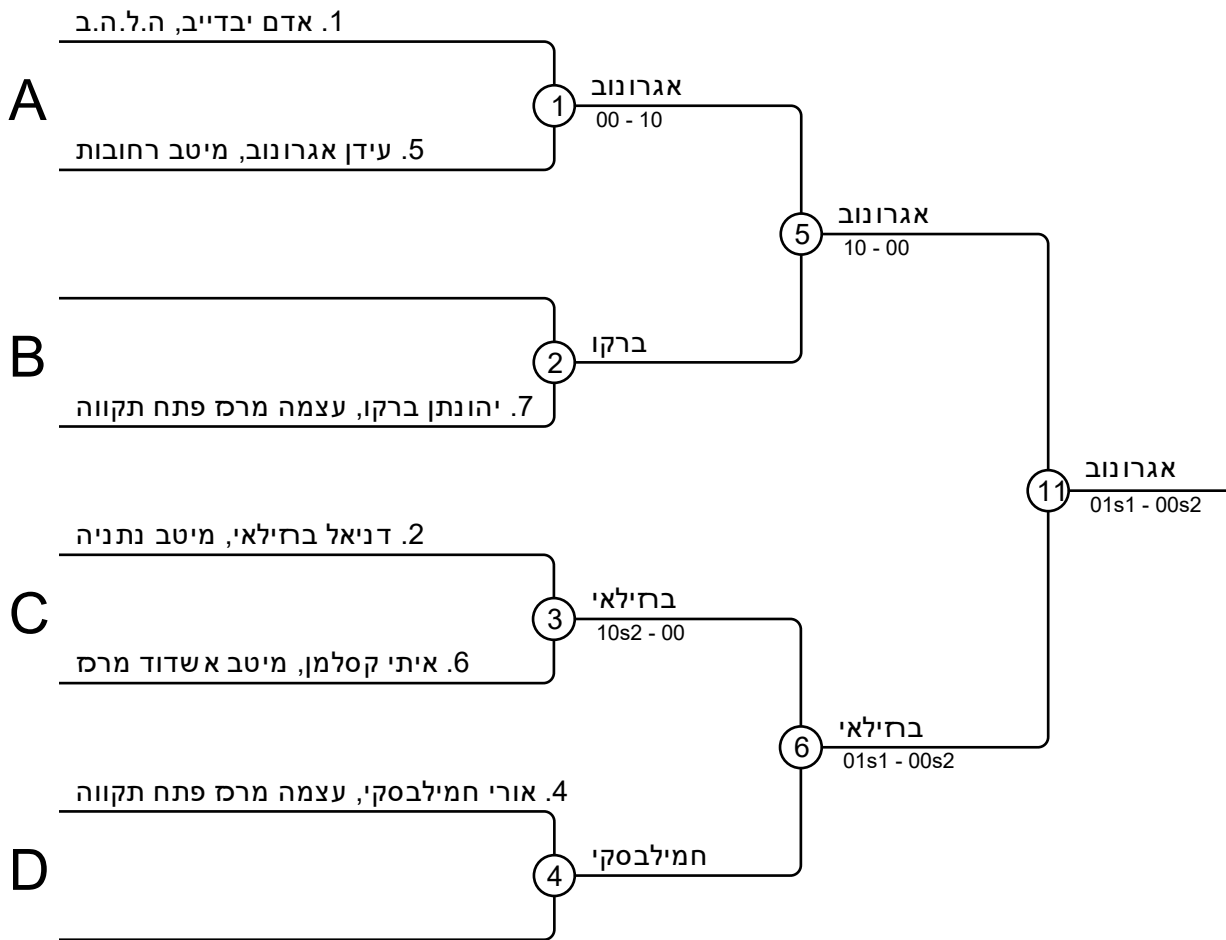 1. אדם יבדייב, ה.ל.ה.ב
A
1
אגרונוב
00 - 10
5. עידן אגרונוב, מיטב רחובות
5
אגרונוב
10 - 00
B
2
ברקו
7. יהונתן ברקו, עצמה מרכז פתח תקווה
11
אגרונוב
01s1 - 00s2
2. דניאל ברזילאי, מיטב נתניה
C
3
ברזילאי
10s2 - 00
6. איתי קסלמן, מיטב אשדוד מרכז
6
ברזילאי
01s1 - 00s2
4. אורי חמילבסקי, עצמה מרכז פתח תקווה
D
4
חמילבסקי